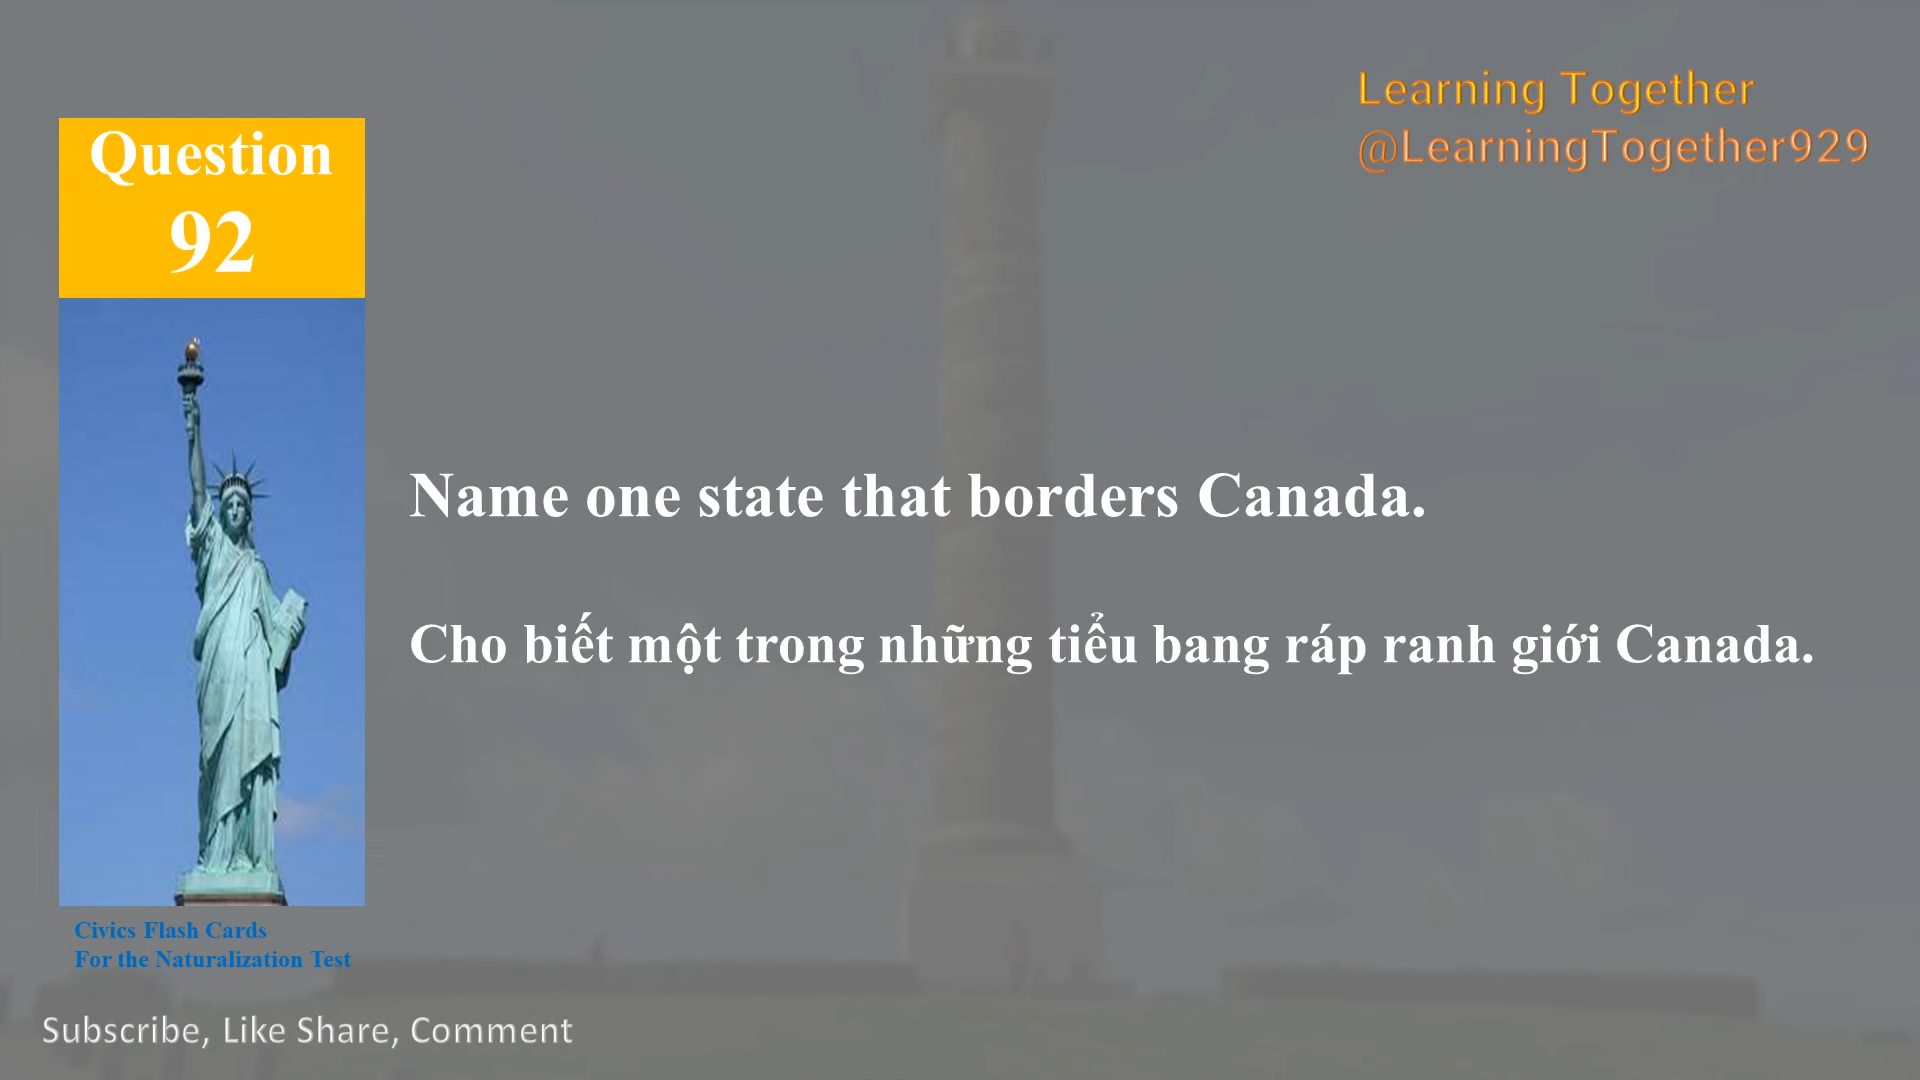 Learning Together
@LearningTogether929
Question
92
Name one state that borders Canada.
Cho biết một trong những tiểu bang ráp ranh giới Canada.
Civics Flash Cards
For the Naturalization Test
Subscribe, Like Share, Comment